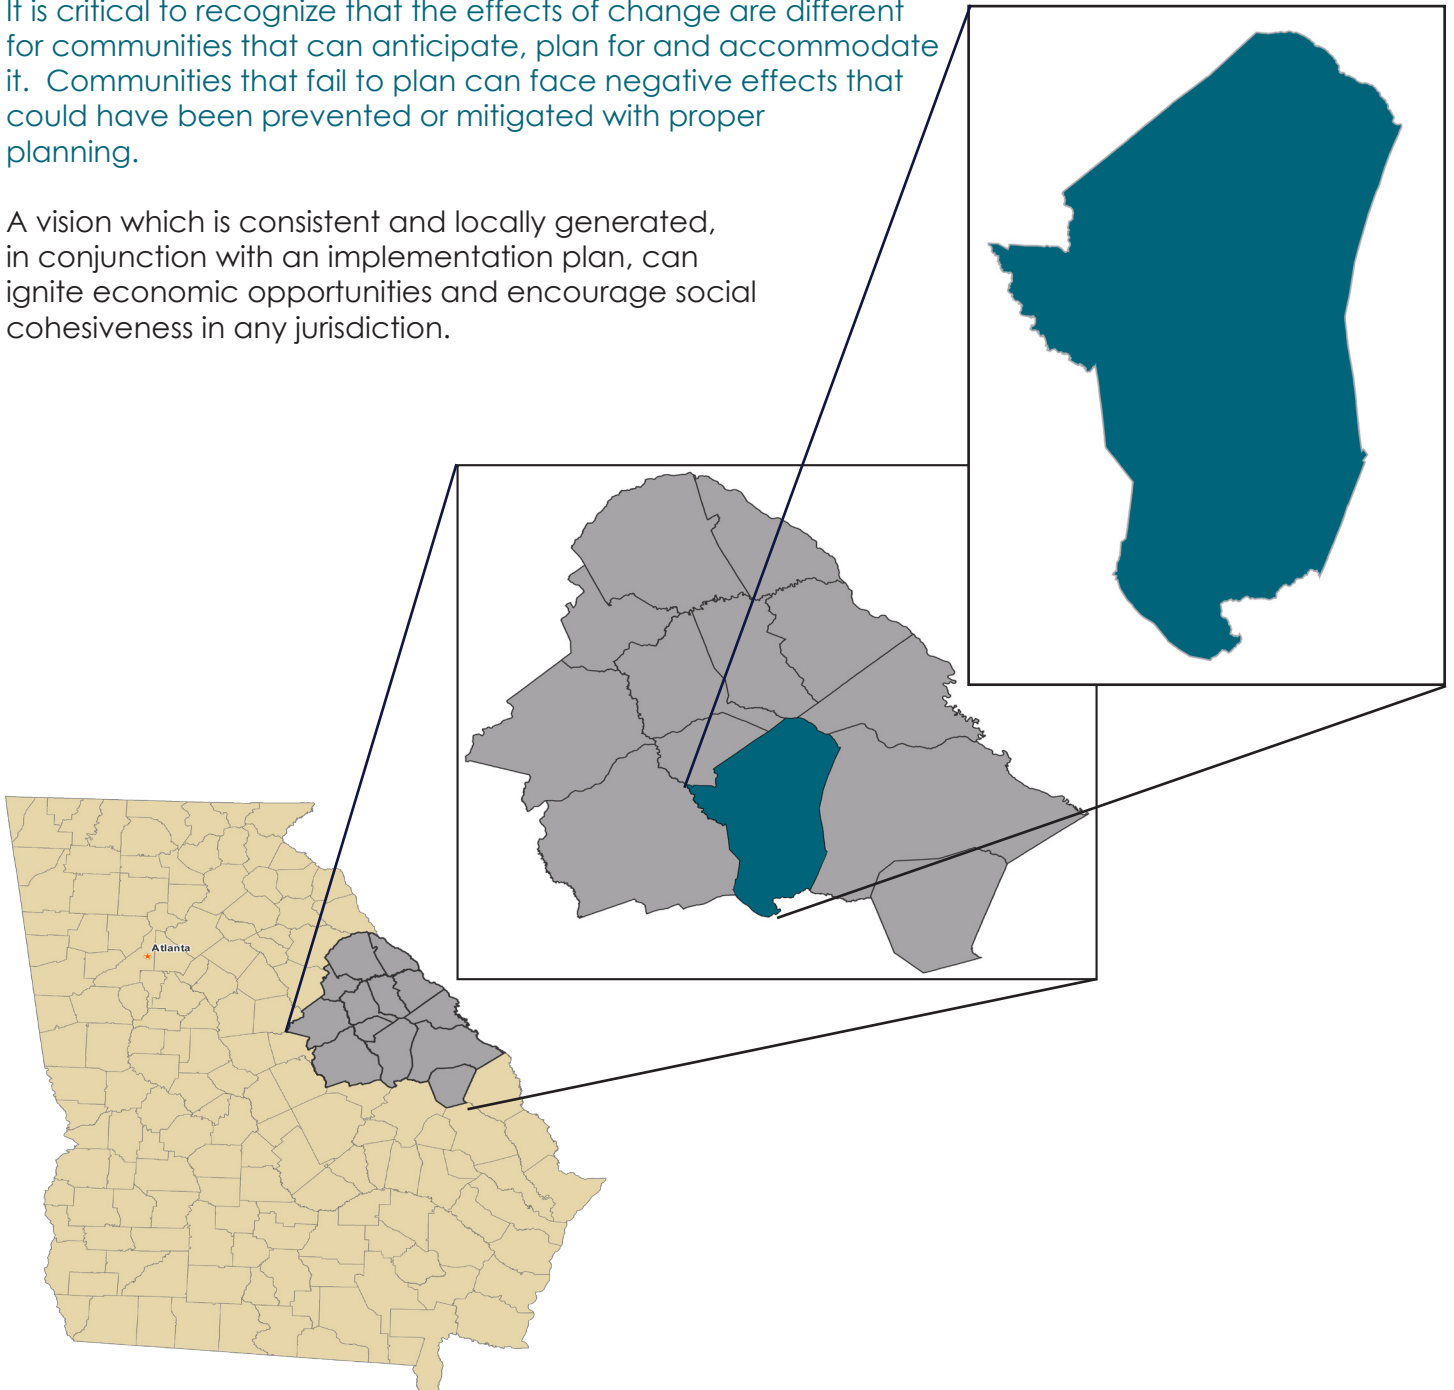 It is critical to recognize that the effects of change are different
for communities that can anticipate, plan for and accommodate
it.  Communities that fail to plan can face negative effects that
could have been prevented or mitigated with proper
planning.
A vision which is consistent and locally generated,
in conjunction with an implementation plan, can
ignite economic opportunities and encourage social
cohesiveness in any jurisdiction.
Atlanta